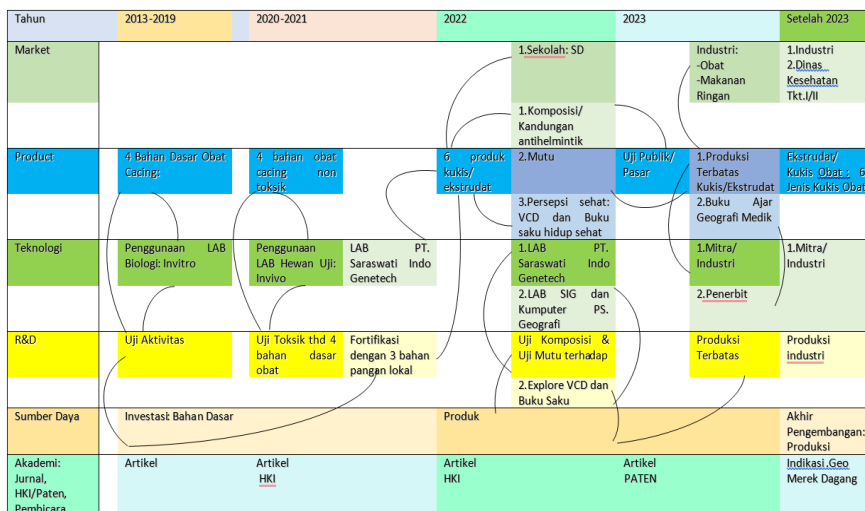 Tahun 2013-2019 2020-2021 2022 2023 Setelah 2023
Market
1.Sekolah: SD
1.Komposisi/
Kandungan
antihelmintik
Industri:
-Obat
-Makanan
Ringan
1.Industri
2.Dinas
Kesehatan
Tkt.I/II
Product
4 Bahan Dasar Obat
Cacing:
4 bahan obat
cacing non
toksik
6 produk
kukis/
ekstrudat
2.Mutu
3.Persepsi sehat:
VCD dan Buku
saku hidup sehat
Uji Publik/
Pasar
1.Produksi
Terbatas
Kukis/Ekstrudat
2.Buku Ajar
Geografi Medik
Ekstrudat/
Kukis Obat : 6
Jenis Kukis Obat
Teknologi
Penggunaan LAB
Biologi: Invitro
Penggunaan
LAB Hewan Uji:
Invivo
LAB PT.
Saraswati Indo
Genetech
1.LAB PT.
Saraswati Indo
Genetech
2.LAB SIG dan
Kumputer PS.
Geografi
1.Mitra/
Industri
2.Penerbit
1.Mitra/
Industri
R&D
Uji Aktivitas
Uji Toksik thd 4
bahan dasar
obat
Fortifikasi
dengan 3 bahan
pangan lokal
Uji Komposisi &
Uji Mutu terhadap
2.Explore VCD dan
Buku Saku
Produksi
Terbatas
Produksi
industri
Sumber Daya
Investasi: Bahan Dasar
Produk
Akhir
Pengembangan:
Produksi
Akademi:
Jurnal,
HKI/Paten,
Pembicara
Artikel
Artikel
HKI
Artikel
HKI
Artikel
PATEN
Indikasi.Geo
Merek Dagang